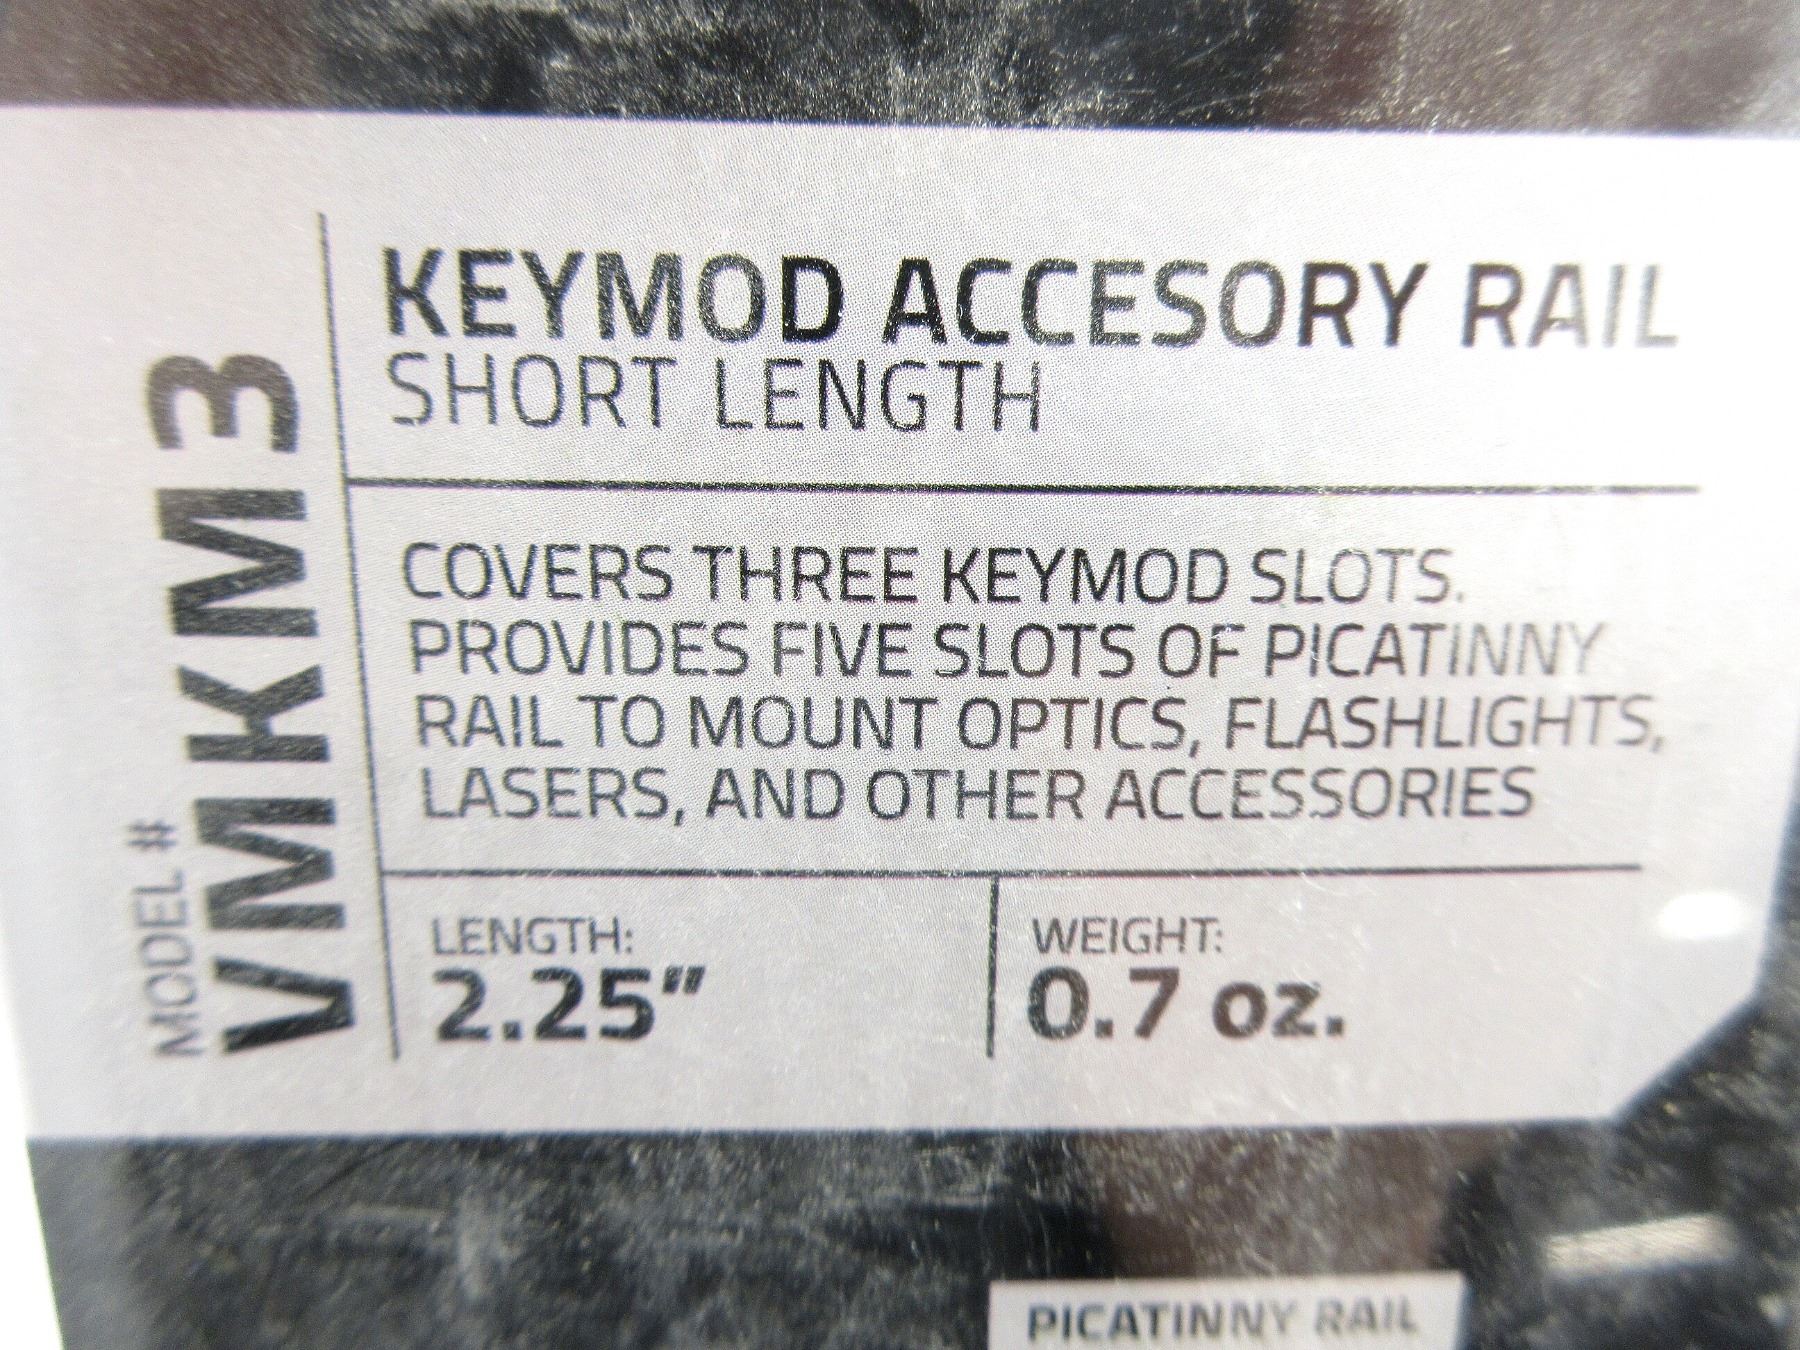 MODEL #
VMKM3
KEYMOD ACCESORY RAIL
SHORT LENGTH
COVERS THREE KEYMOD SLOTS.
PROVIDES FIVE SLOTS OF PICATINNY
RAIL TO MOUNT OPTICS, FLASHLIGHTS,
LASERS, AND OTHER ACCESSORIES
LENGTH:
2.25"
WEIGHT:
0.7 oz.
PICATINNY RAIL